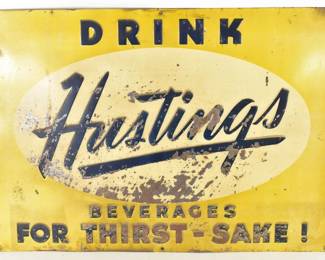 DRINK
Hustings
BEVERAGES
FOR THIRST-SAKE!